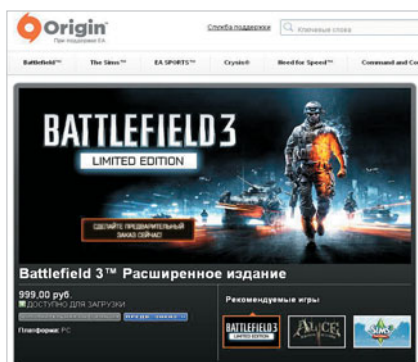 Origin™
При поддержке EA
Служба поддержки
Ключевые слова
Battlefield™ The Sims™ EA SPORTS™ Crysis® Need for Speed™ Command and Co
BATTLEFIELD 3
LIMITED EDITION
СДЕЛАЙТЕ ПРЕДВАРИТЕЛЬНЫЙ
ЗАКАЗ СЕЙЧАС!
Battlefield 3™ Расширенное издание
999,00 руб.
ДОСТУПНО ДЛЯ ЗАГРУЗКИ
Платформа: PC
Рекомендуемые игры
BATTLEFIELD 3
LIMITED EDITION
ALICE
SIMS